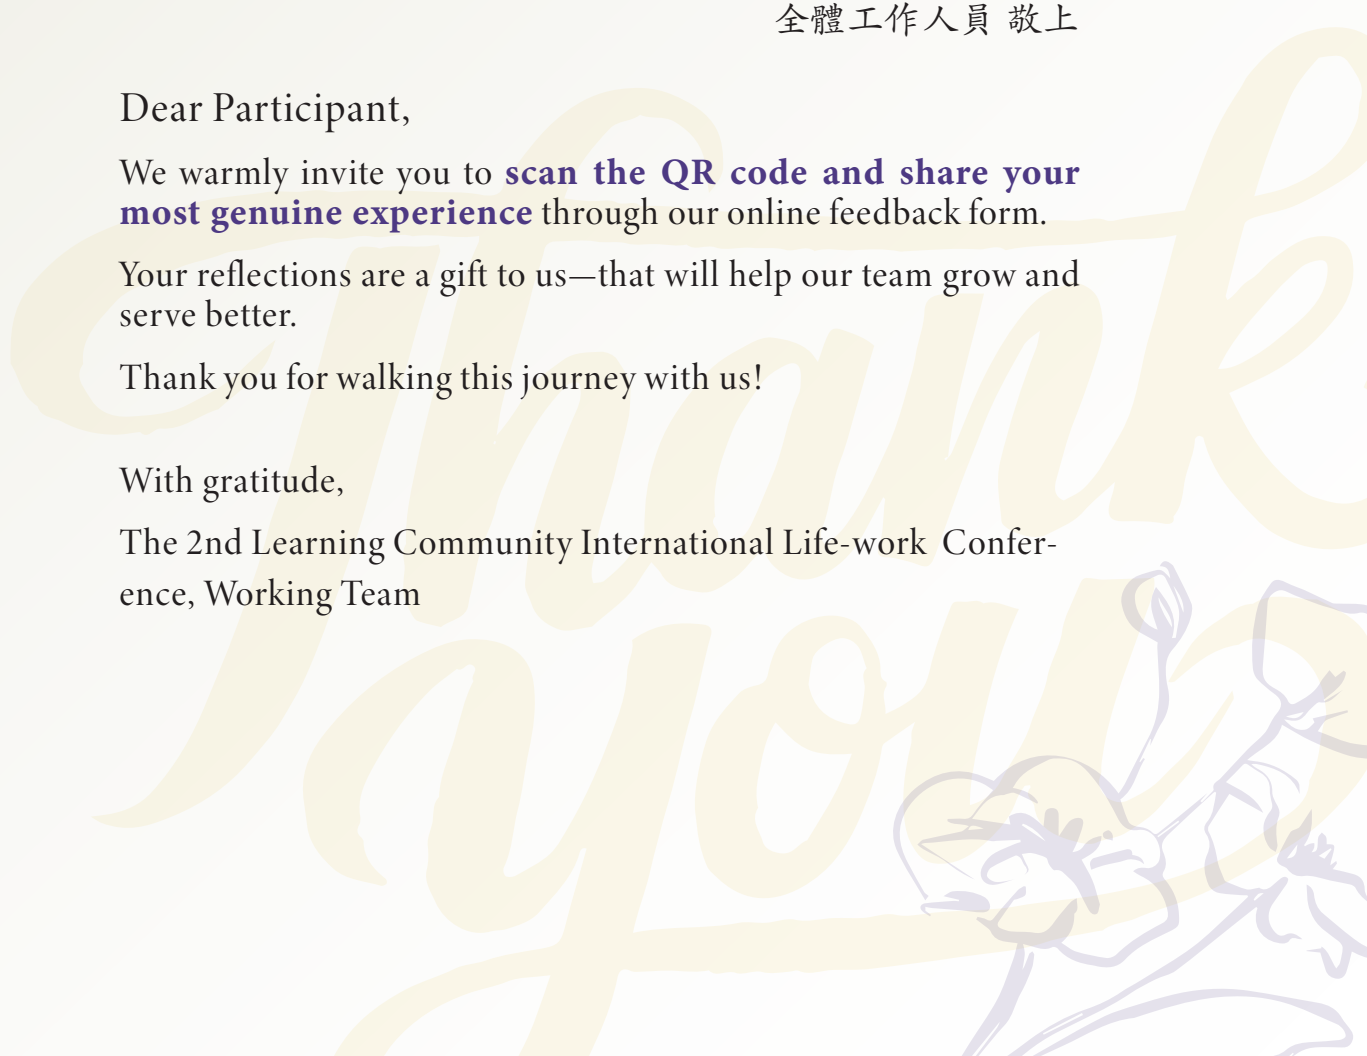 全體工作人員 敬上
Dear Participant,
We warmly invite you to scan the QR code and share your
most genuine experience through our online feedback form.
Your reflections are a gift to us—that will help our team grow and
serve better.
Thank you for walking this journey with us!
With gratitude,
The 2nd Learning Community International Life-work Confer-
ence, Working Team
Thank
you